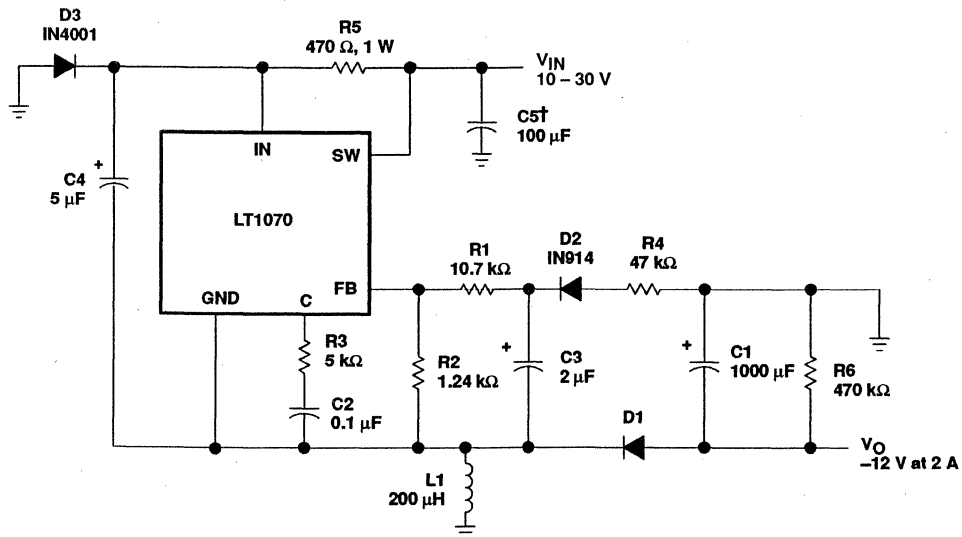 D3
IN4001
R5
470 Ω, 1 W
VIN
10 – 30 V
C5†
100 µF
IN
SW
+
C4
5 µF
LT1070
FB
GND
C
R1
10.7 kΩ
D2
IN914
R4
47 kΩ
R3
5 kΩ
C2
0.1 µF
R2
1.24 kΩ
+
C3
2 µF
+
C1
1000 µF
R6
470 kΩ
D1
VO
–12 V at 2 A
L1
200 µH